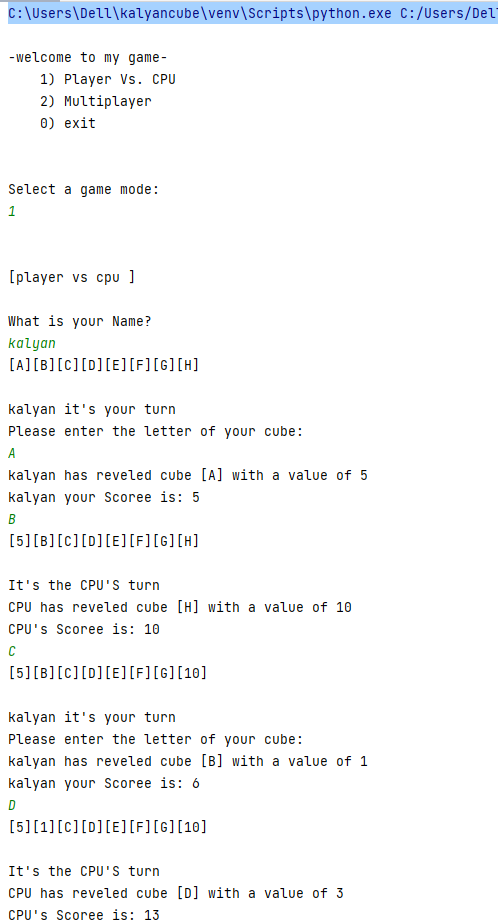 C:\Users\Dell\kalyancube\venv\Scripts\python.exe C:/Users/Dell
-welcome to my game-
1) Player Vs. CPU
2) Multiplayer
0) exit
Select a game mode:
1
[player vs cpu ]
What is your Name?
kalyan
[A][B][C][D][E][F][G][H]
kalyan it's your turn
Please enter the letter of your cube:
A
kalyan has reveled cube [A] with a value of 5
kalyan your Scoree is: 5
B
[5][B][C][D][E][F][G][H]
It's the CPU'S turn
CPU has reveled cube [H] with a value of 10
CPU's Scoree is: 10
C
[5][B][C][D][E][F][G][10]
kalyan it's your turn
Please enter the letter of your cube:
kalyan has reveled cube [B] with a value of 1
kalyan your Scoree is: 6
D
[5][1][C][D][E][F][G][10]
It's the CPU'S turn
CPU has reveled cube [D] with a value of 3
CPU's Scoree is: 13